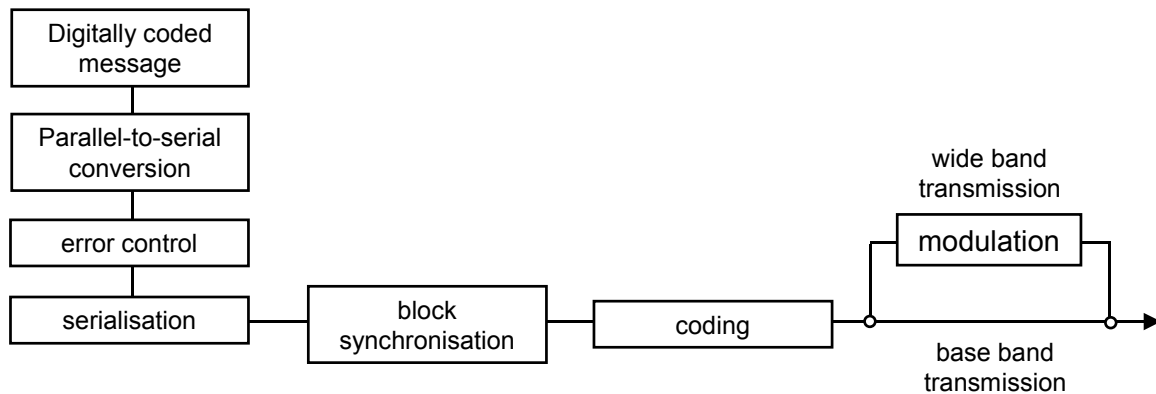 Digitally coded
message
Parallel-to-serial
conversion
error control
serialisation
block
synchronisation
coding
wide band
transmission
modulation
base band
transmission